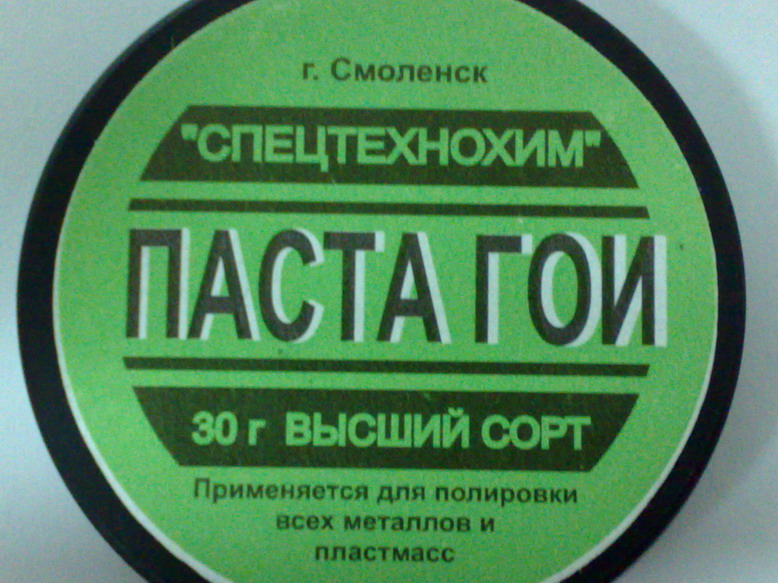 г. Смоленск
"СПЕЦТЕХНОХИМ"
ПАСТА ГОИ
30 г ВЫСШИЙ СОРТ
Применяется для полировки
всех металлов и
пластмасс